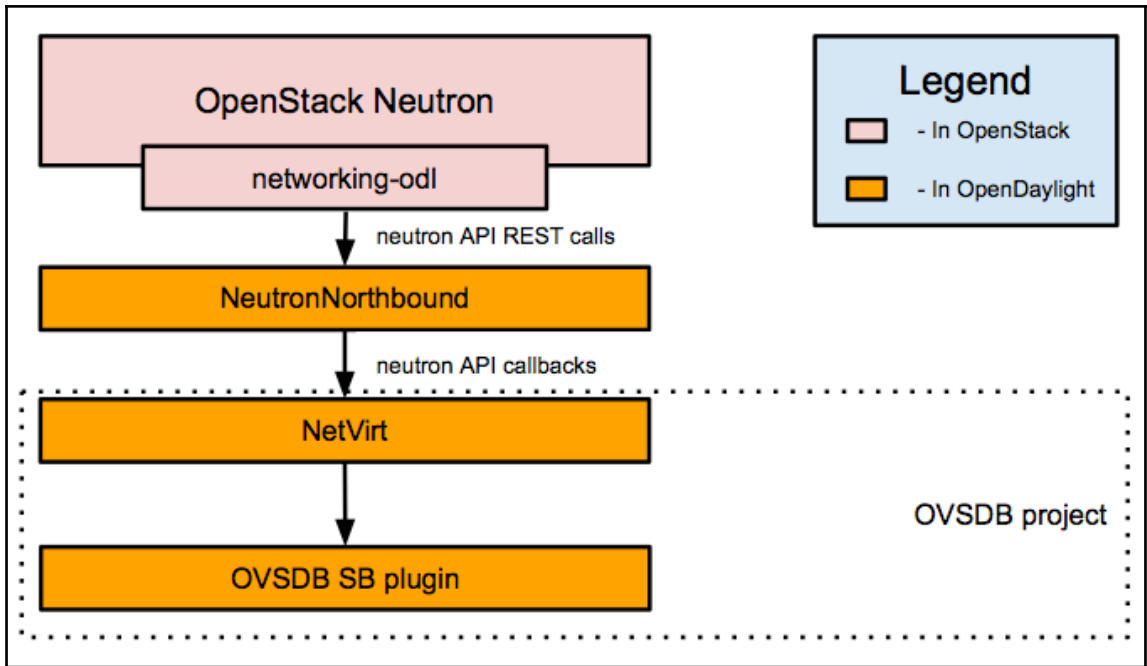 OpenStack Neutron
networking-odl
neutron API REST calls
NeutronNorthbound
neutron API callbacks
NetVirt
OVSDB SB plugin
OVSDB project
Legend
- In OpenStack
- In OpenDaylight